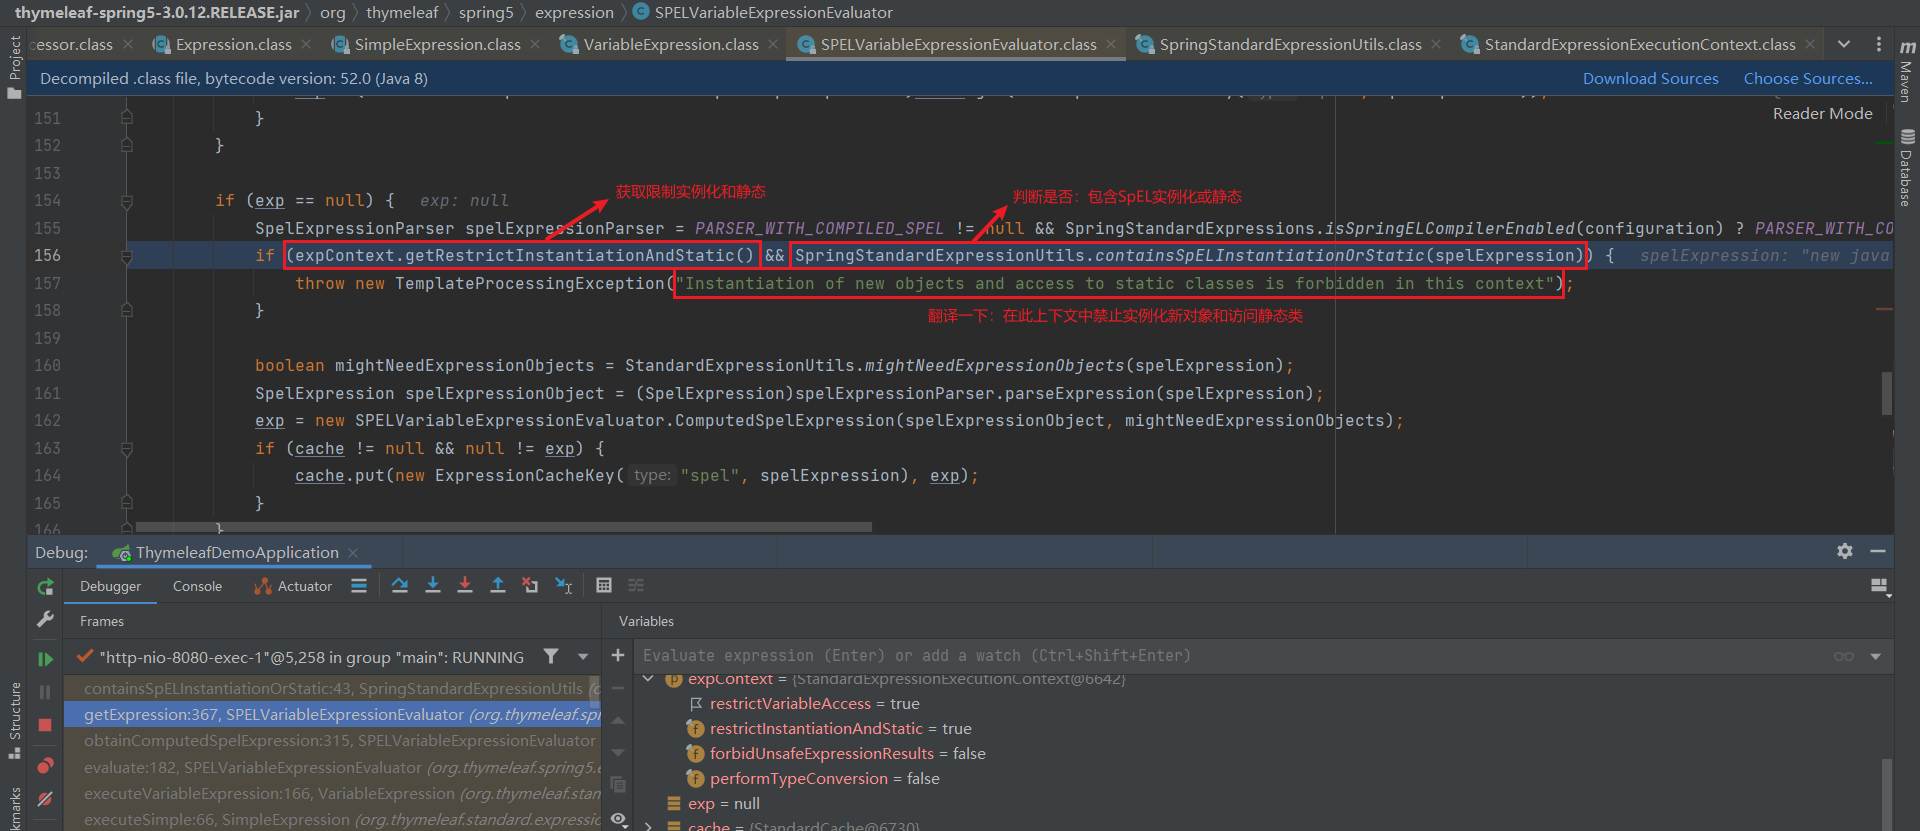 thymeleaf-spring5-3.0.12.RELEASE.jar 〉 org 〉 thymeleaf 〉 spring5 〉 expression 〉 SPELVariableExpressionEvaluator
cessor.class × Expression.class × SimpleExpression.class × VariableExpression.class × SPELVariableExpressionEvaluator.class × SpringStandardExpressionUtils.class × StandardExpressionExecutionContext.class ×
Decompiled .class file, bytecode version: 52.0 (Java 8) Download Sources Choose Sources...
Reader Mode
151 }
152 }
153
获取限制实例化和静态
判断是否：包含SpEL实例化或静态
154 if (exp == null) { exp: null
155 SpelExpressionParser spelExpressionParser = PARSER_WITH_COMPILED_SPEL != null && SpringStandardExpressions.isSpringELCompilerEnabled(configuration) ? PARSER_WITH_CO
156 if (expContext.getRestrictInstantiationAndStatic() && SpringStandardExpressionUtils.containsSpELInstantiationOrStatic(spelExpression)) { spelExpression: "new java
157 throw new TemplateProcessingException("Instantiation of new objects and access to static classes is forbidden in this context");
158 }
翻译一下：在此上下文中禁止实例化新对象和访问静态类
159
160 boolean mightNeedExpressionObjects = StandardExpressionUtils.mightNeedExpressionObjects(spelExpression);
161 SpelExpression spelExpressionObject = (SpelExpression)spelExpressionParser.parseExpression(spelExpression);
162 exp = new SPELVariableExpressionEvaluator.ComputedSpelExpression(spelExpressionObject, mightNeedExpressionObjects);
163 if (cache != null && null != exp) {
164 cache.put(new ExpressionCacheKey( type: "spel", spelExpression), exp);
165 }
166 }
Project
Structure
kmarks
Maven
Database
Debug: ThymeleafDemoApplication ×
Debugger Console Actuator
Frames
Variables
"http-nio-8080-exec-1"@5,258 in group "main": RUNNING
containsSpELInstantiationOrStatic:43, SpringStandardExpressionUtils (o
getExpression:367, SPELVariableExpressionEvaluator (org.thymeleaf.spri
obtainComputedSpelExpression:315, SPELVariableExpressionEvaluator
evaluate:182, SPELVariableExpressionEvaluator (org.thymeleaf.spring5.e
executeVariableExpression:166, VariableExpression (org.thymeleaf.stan
executeSimple:66, SimpleExpression (org.thymeleaf.standard.expressio
Evaluate expression (Enter) or add a watch (Ctrl+Shift+Enter)
expContext = {StandardExpressionExecutionContext@6642}
restrictVariableAccess = true
restrictInstantiationAndStatic = true
forbidUnsafeExpressionResults = false
performTypeConversion = false
exp = null
cache = {StandardCache@6730}